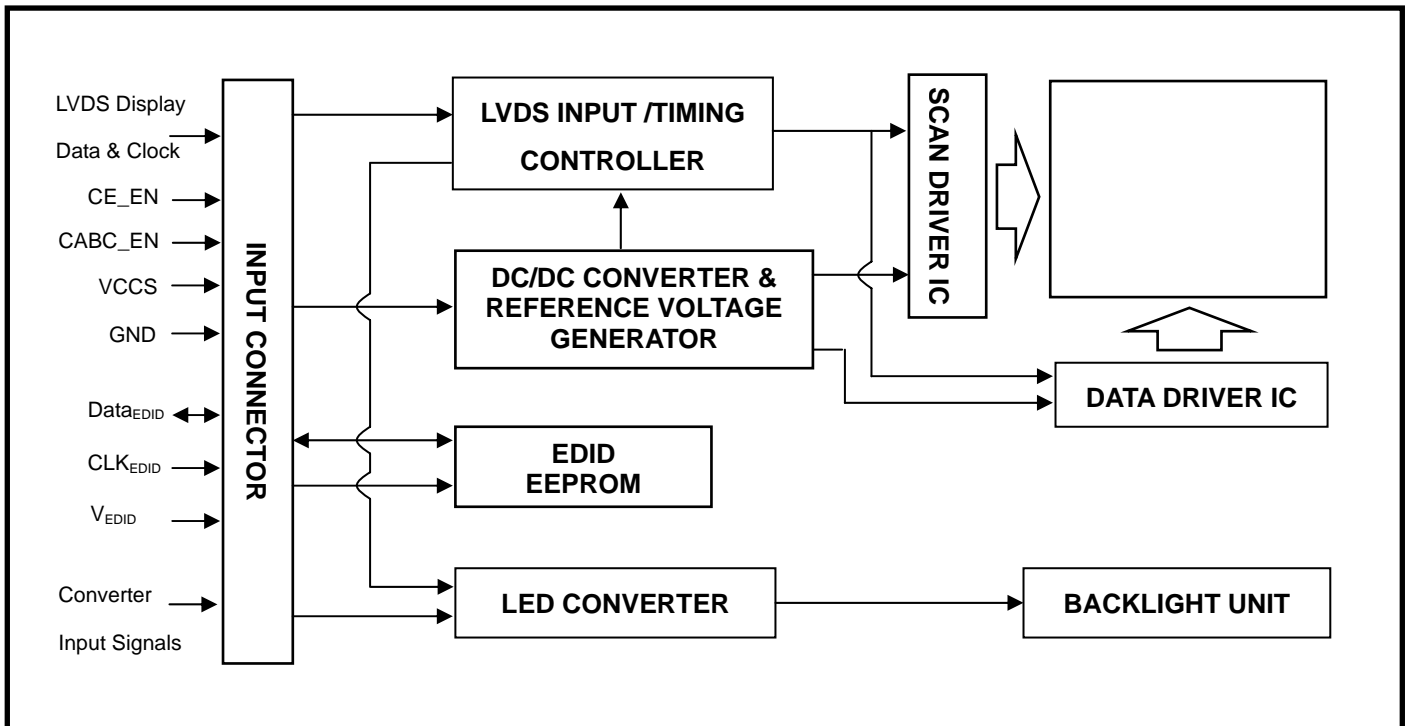 LVDS Display
Data & Clock
CE_EN
CABC_EN
VCCS
GND
DataEDID
CLKEDID
VEDID
Converter
Input Signals
INPUT CONNECTOR
LVDS INPUT /TIMING
CONTROLLER
DC/DC CONVERTER &
REFERENCE VOLTAGE
GENERATOR
EDID
EEPROM
LED CONVERTER
SCAN DRIVER IC
DATA DRIVER IC
BACKLIGHT UNIT